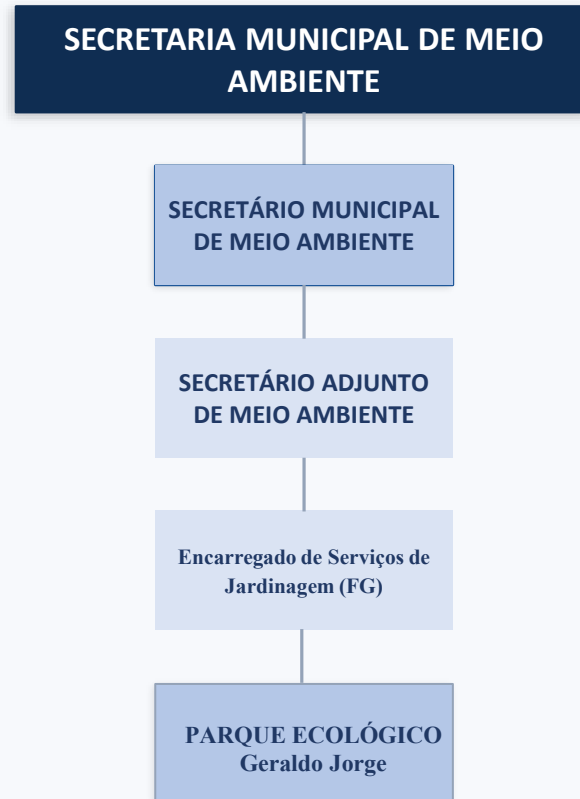 SECRETARIA MUNICIPAL DE MEIO
AMBIENTE
SECRETÁRIO MUNICIPAL
DE MEIO AMBIENTE
SECRETÁRIO ADJUNTO
DE MEIO AMBIENTE
Encarregado de Serviços de
Jardinagem (FG)
PARQUE ECOLÓGICO
Geraldo Jorge